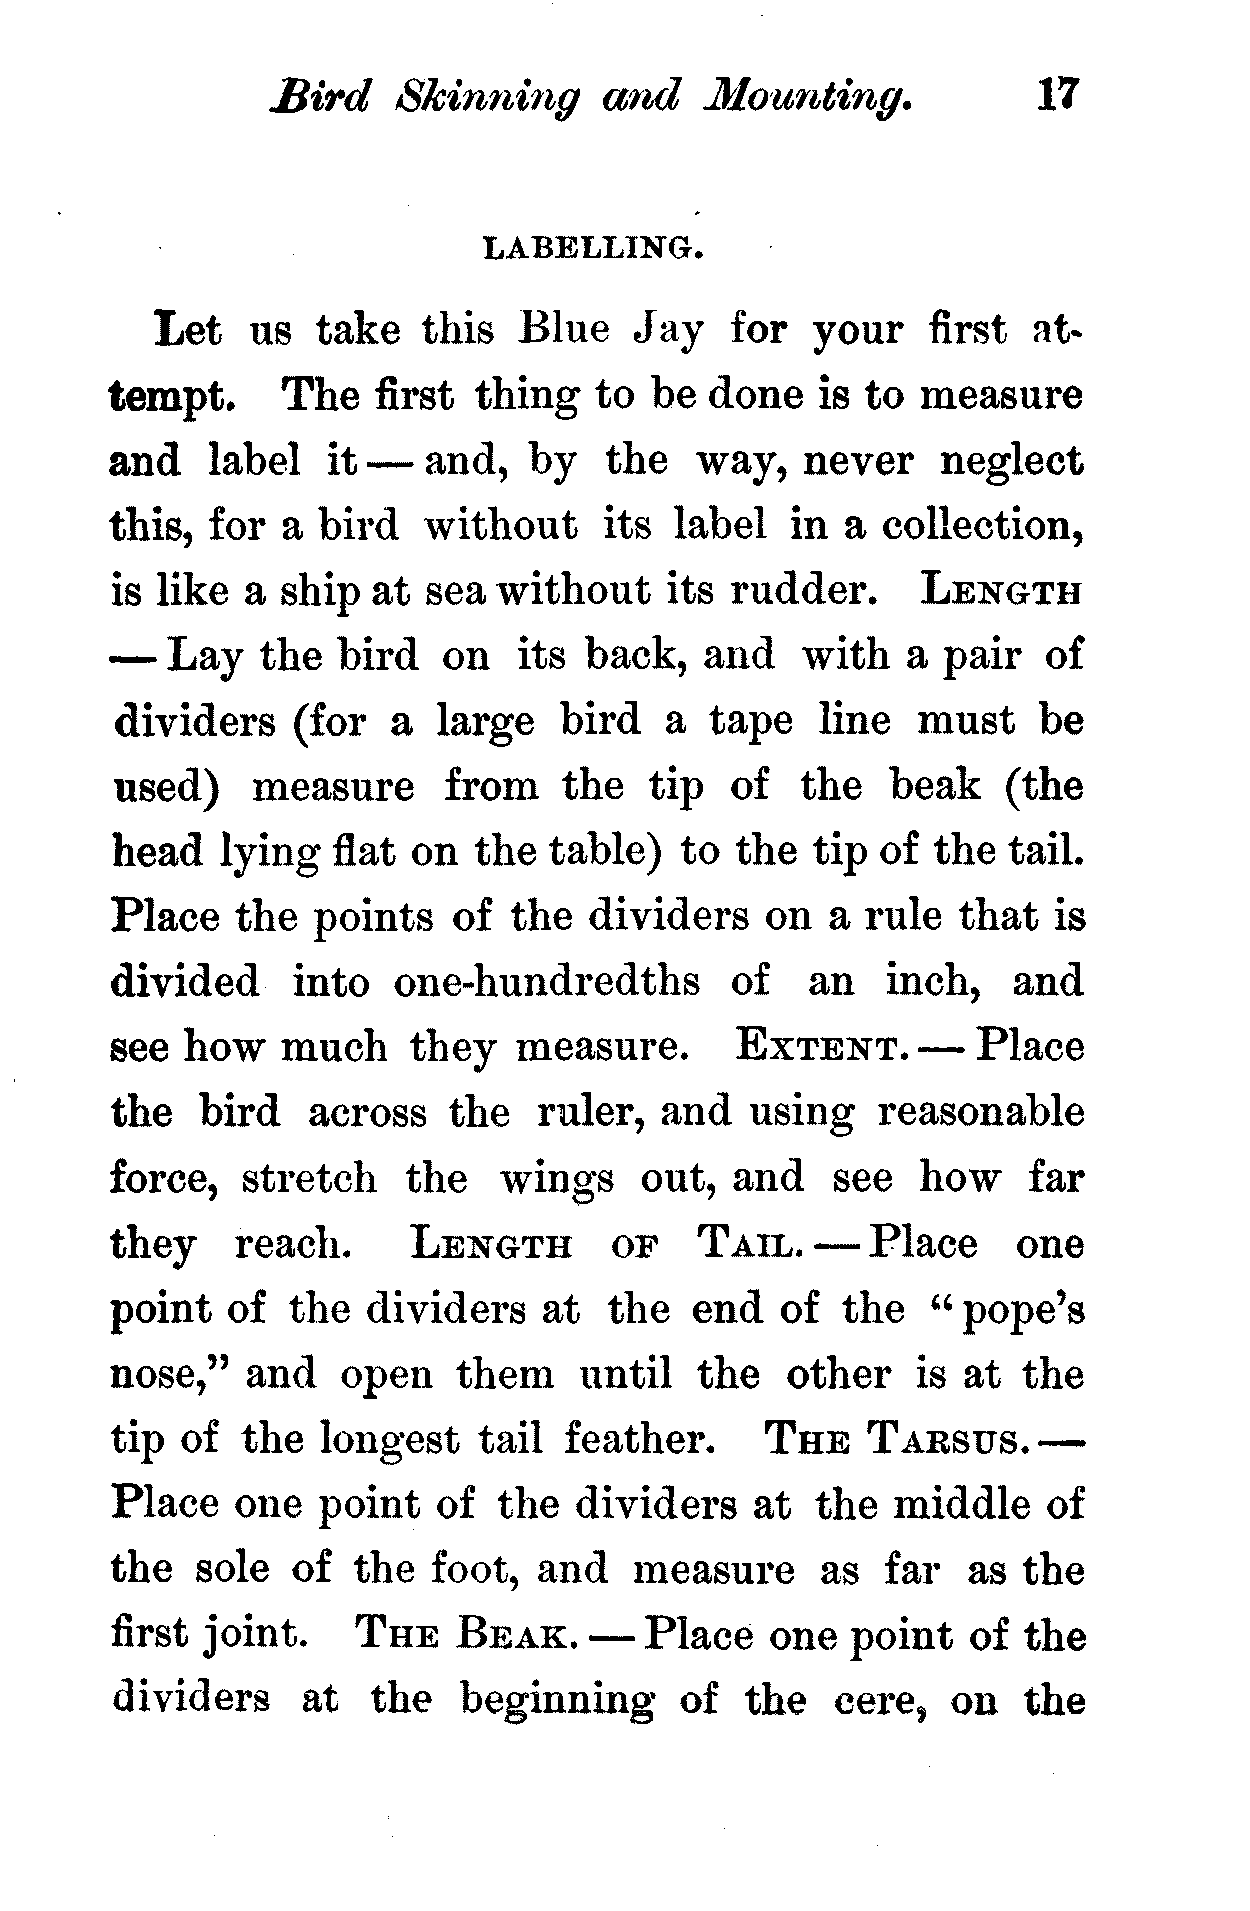 Bird Skinning and Mounting. 17
LABELLING.
Let us take this Blue Jay for your first at-
tempt. The first thing to be done is to measure
and label it — and, by the way, never neglect
this, for a bird without its label in a collection,
is like a ship at sea without its rudder. LENGTH
— Lay the bird on its back, and with a pair of
dividers (for a large bird a tape line must be
used) measure from the tip of the beak (the
head lying flat on the table) to the tip of the tail.
Place the points of the dividers on a rule that is
divided into one-hundredths of an inch, and
see how much they measure. EXTENT. — Place
the bird across the ruler, and using reasonable
force, stretch the wings out, and see how far
they reach. LENGTH OF TAIL. — Place one
point of the dividers at the end of the “pope’s
nose,” and open them until the other is at the
tip of the longest tail feather. THE TARSUS. —
Place one point of the dividers at the middle of
the sole of the foot, and measure as far as the
first joint. THE BEAK. — Place one point of the
dividers at the beginning of the cere, on the